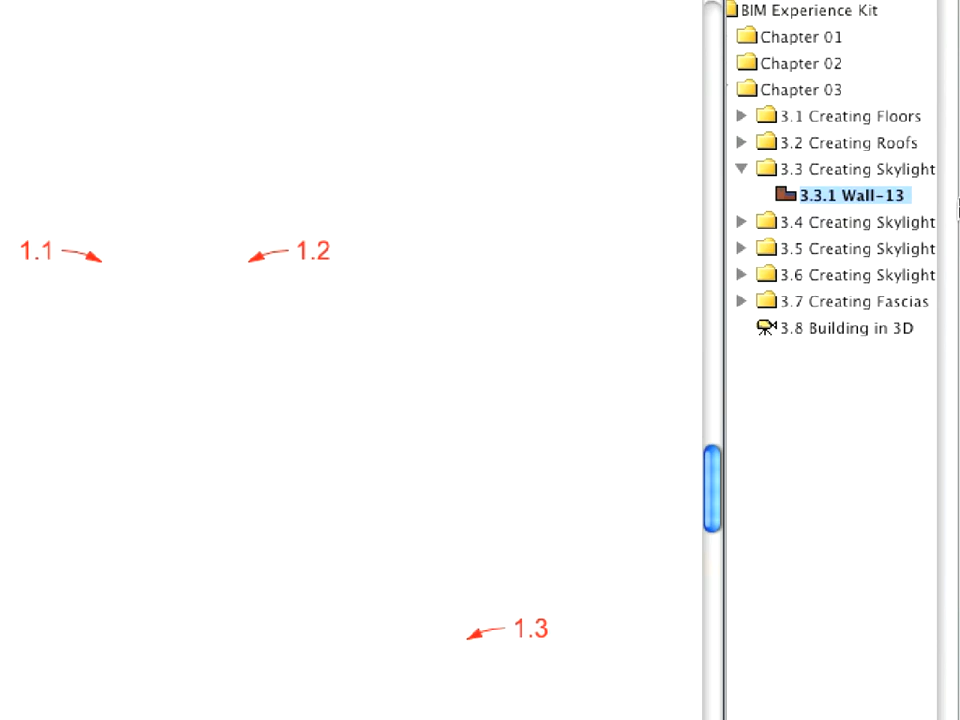 BIM Experience Kit
Chapter 01
Chapter 02
Chapter 03
3.1 Creating Floors
3.2 Creating Roofs
3.3 Creating Skylight
3.3.1 Wall-13
3.4 Creating Skylight
3.5 Creating Skylight
3.6 Creating Skylight
3.7 Creating Fascias
3.8 Building in 3D
1.1
1.2
1.3